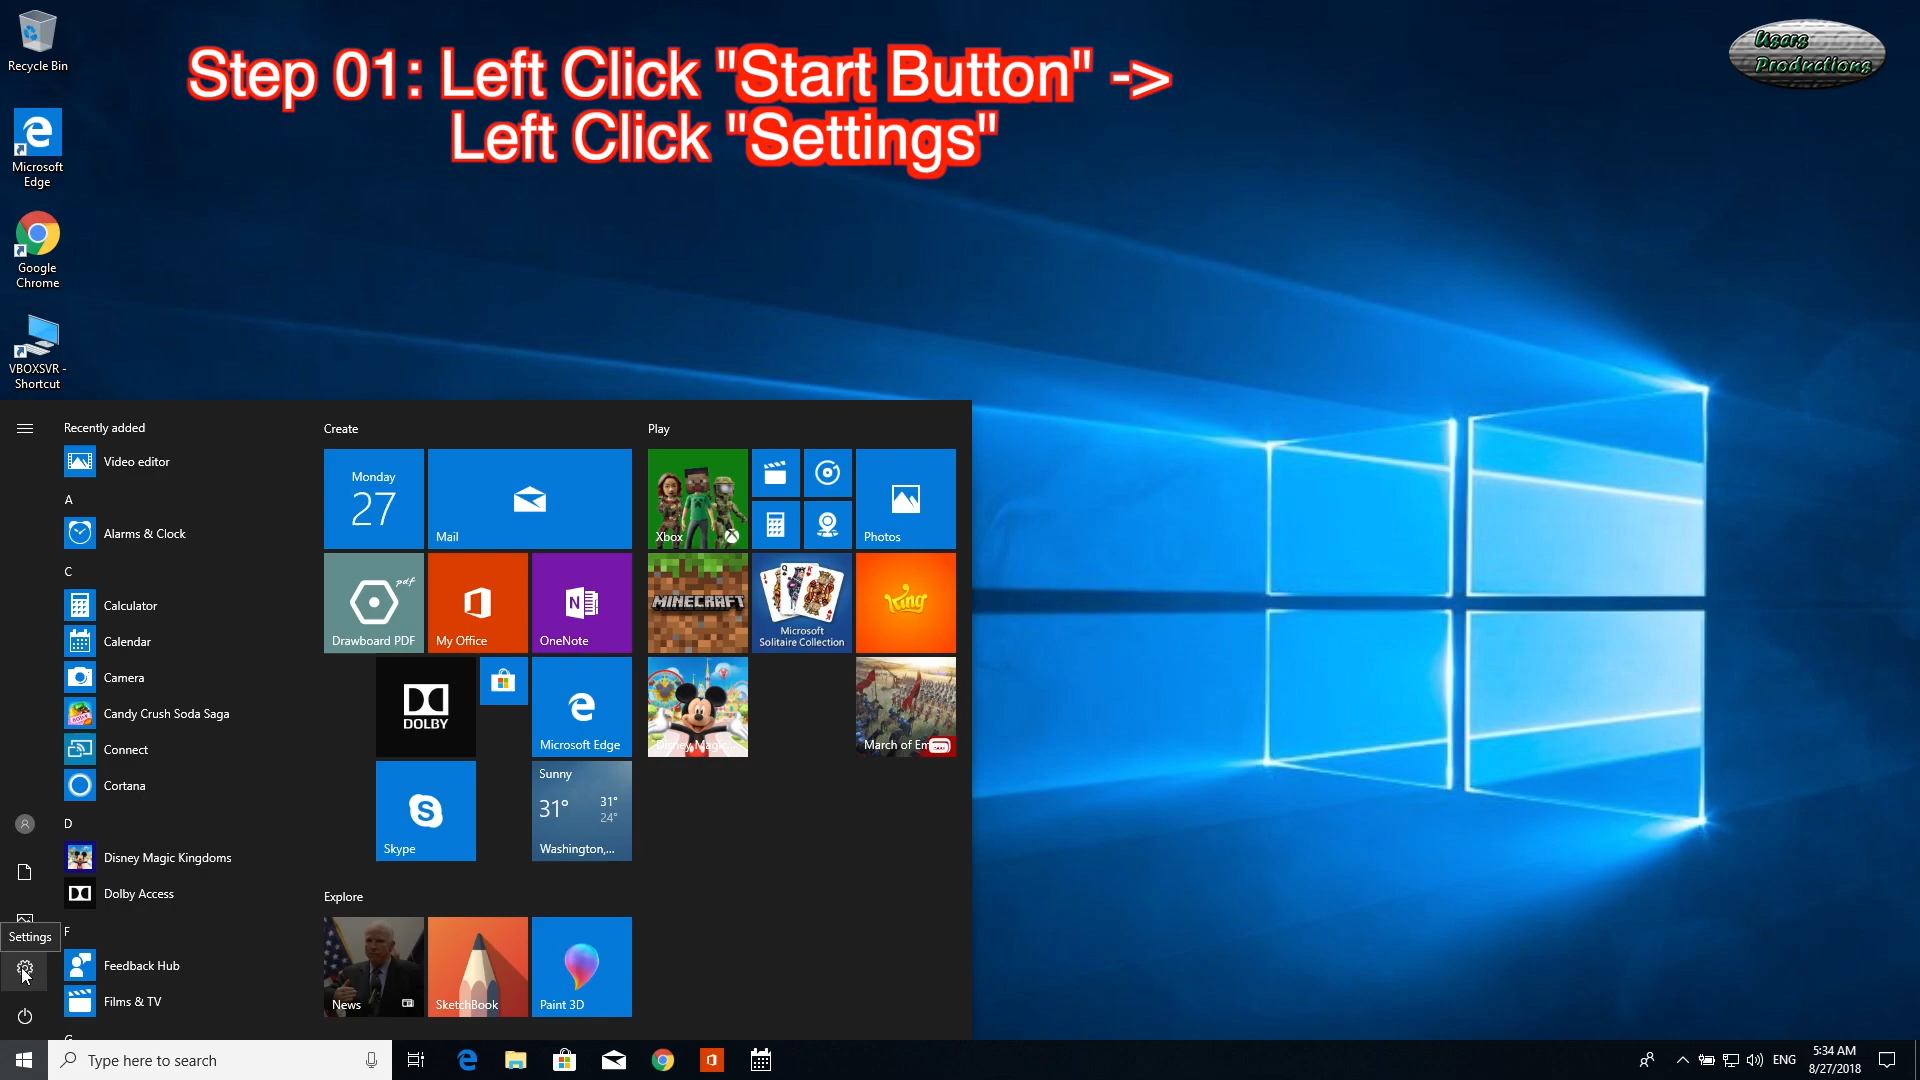 Recycle Bin
Microsoft
Edge
Google
Chrome
VBOXSVR -
Shortcut
Step 01: Left Click "Start Button" ->
Left Click "Settings"
Users
Productions
Recently added
Video editor
A
Alarms & Clock
C
Calculator
Calendar
Camera
Candy Crush Soda Saga
Connect
Cortana
D
Disney Magic Kingdoms
Dolby Access
F
Feedback Hub
Films & TV
G
Settings
Create
Monday
27
Mail
pdf
Drawboard PDF
My Office
OneNote
DOLBY
Microsoft Edge
Skype
Sunny
31°
31°
24°
Washington,...
Explore
News
SketchBook
Paint 3D
Play
Xbox
Photos
MINECRAFT
Microsoft
Solitaire Collection
King
Disney Magic...
March of Em
Type here to search
ENG
5:34 AM
8/27/2018